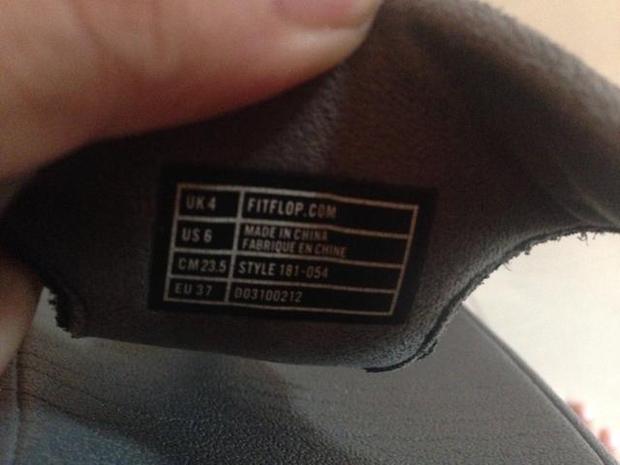 UK 4 FITFLOP.COM
US 6 MADE IN CHINA
FABRIQUE EN CHINE
CM 23.5 STYLE 181-054
EU 37 D03100212